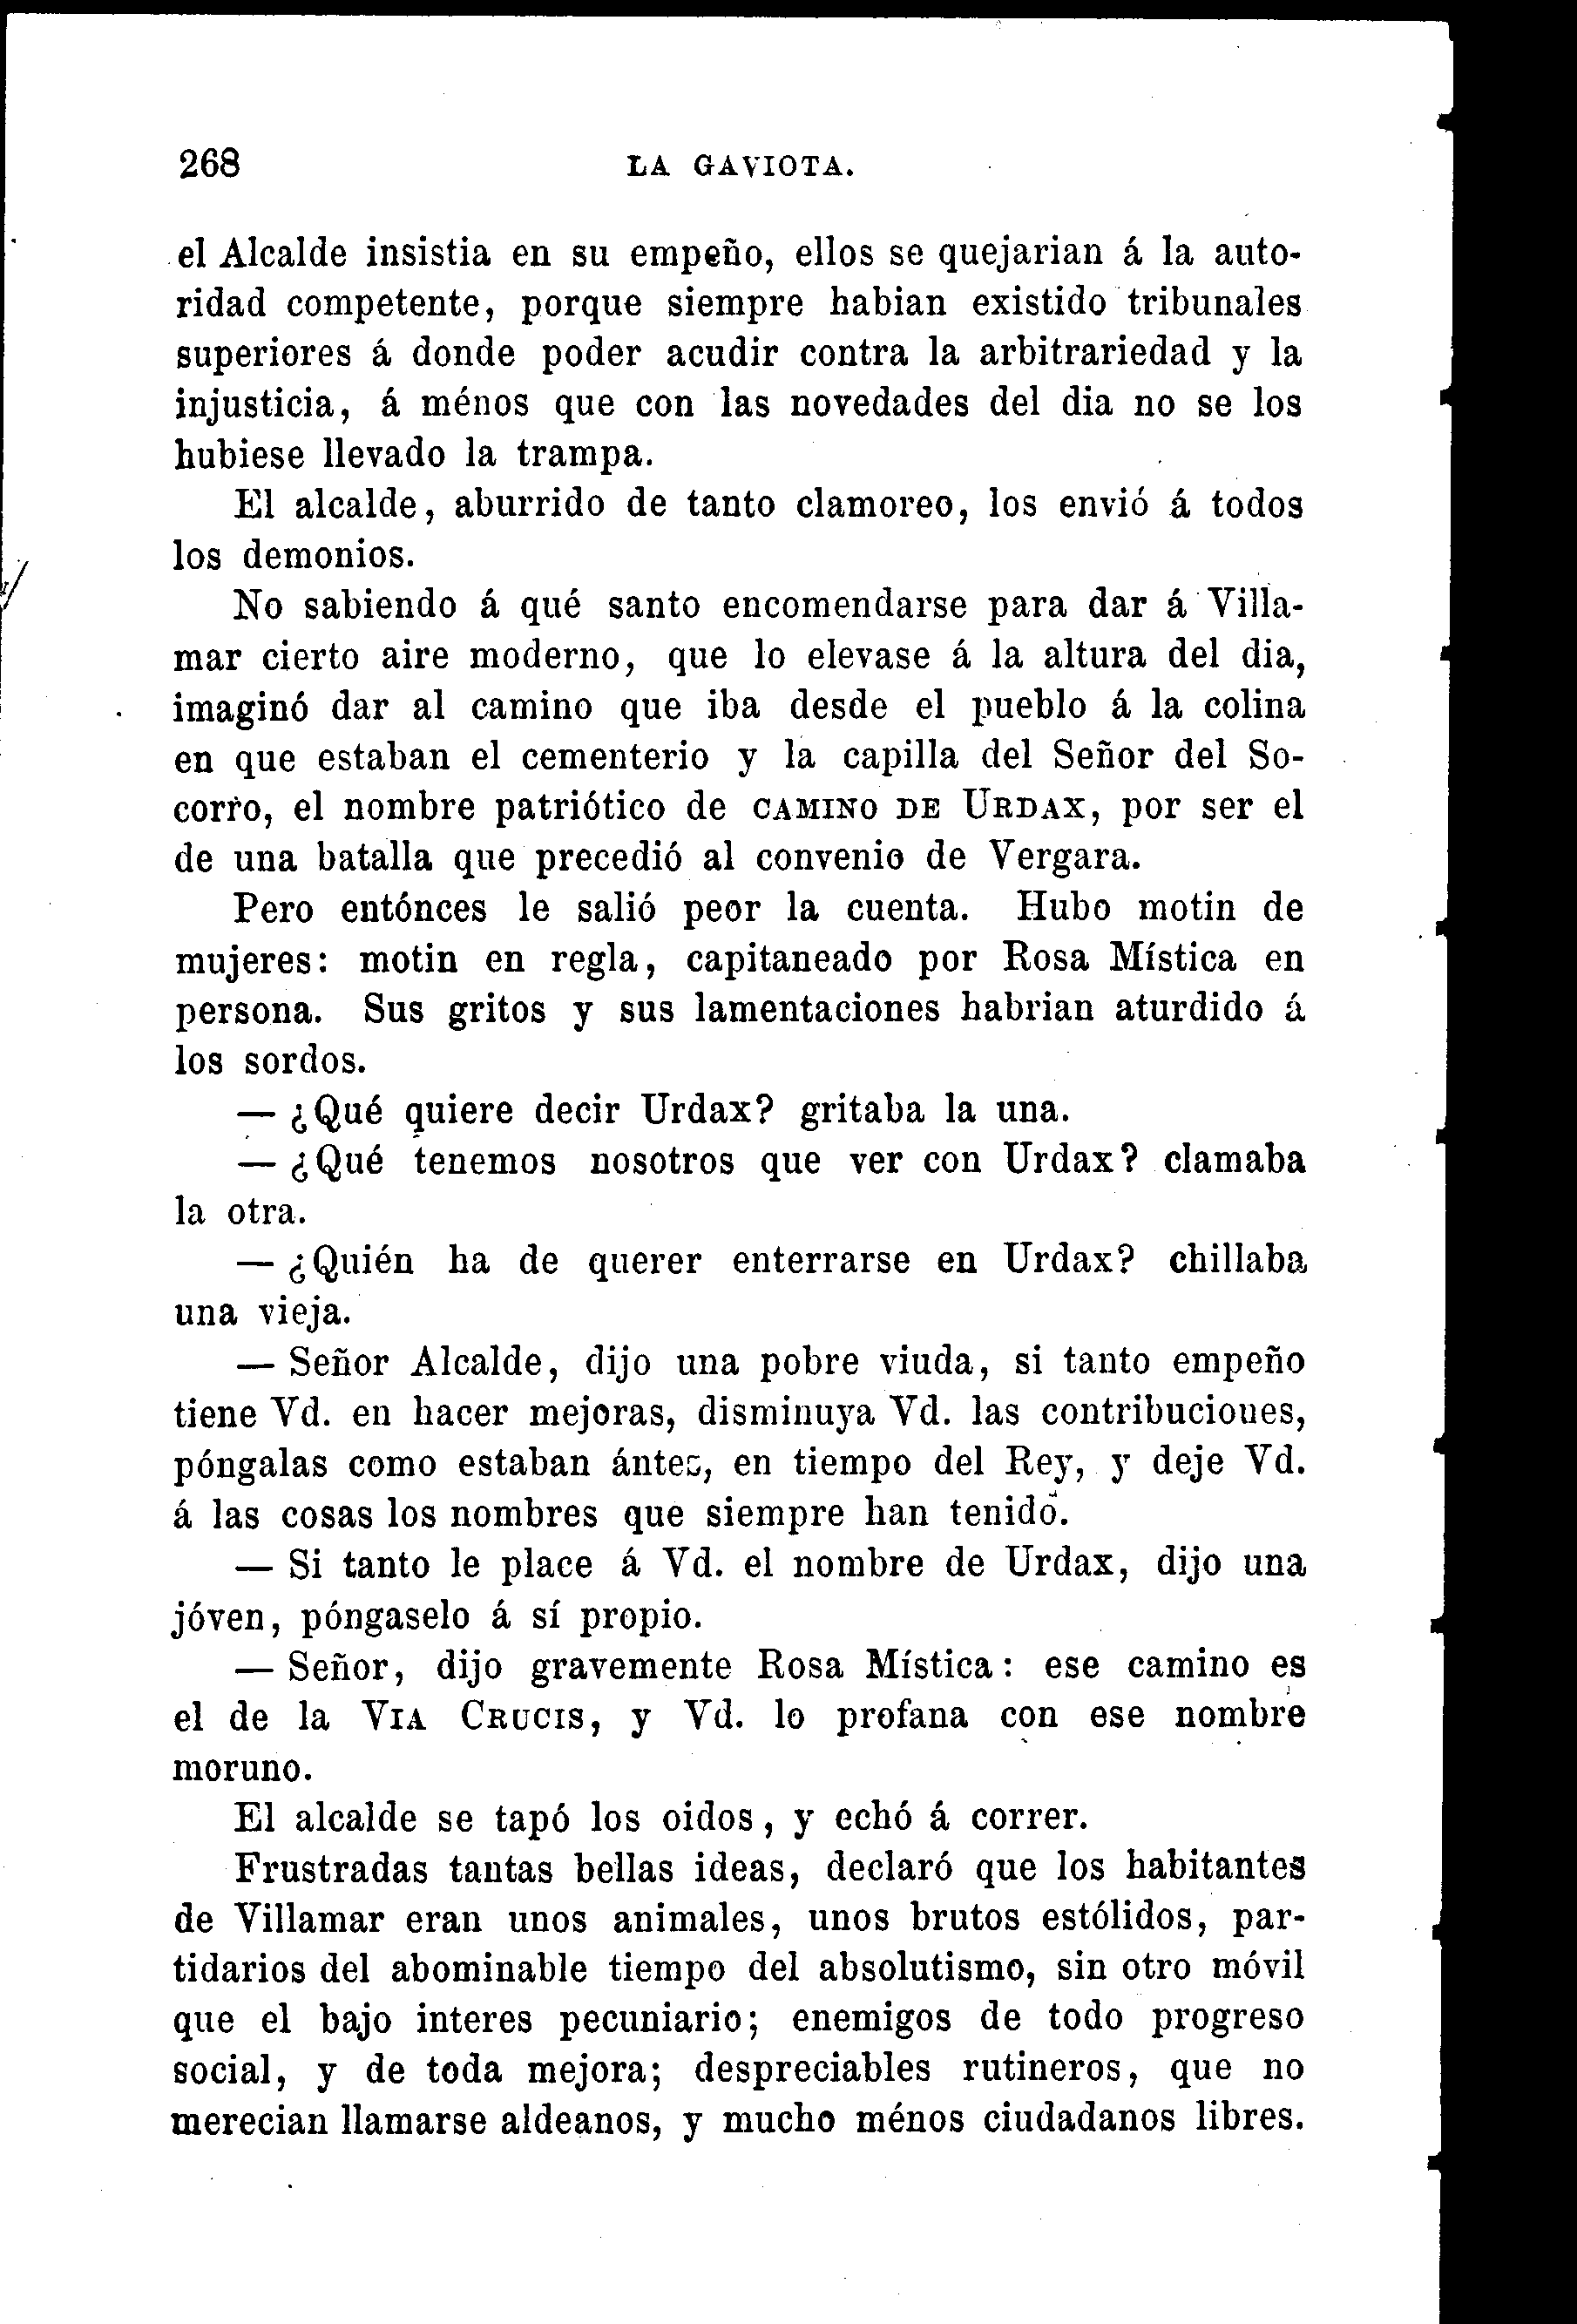 268 LA GAVIOTA.
el Alcalde insistia en su empeño, ellos se quejarian á la auto-
ridad competente, porque siempre habian existido tribunales
superiores á donde poder acudir contra la arbitrariedad y la
injusticia, á ménos que con las novedades del dia no se los
hubiese llevado la trampa.
El alcalde, aburrido de tanto clamoreo, los envió á todos
los demonios.
No sabiendo á qué santo encomendarse para dar á Villa-
mar cierto aire moderno, que lo elevase á la altura del dia,
imaginó dar al camino que iba desde el pueblo á la colina
en que estaban el cementerio y la capilla del Señor del So-
corro, el nombre patriótico de CAMINO DE URDAX, por ser el
de una batalla que precedió al convenio de Vergara.
Pero entónces le salió peor la cuenta. Hubo motin de
mujeres: motin en regla, capitaneado por Rosa Mística en
persona. Sus gritos y sus lamentaciones habrian aturdido á
los sordos.
— ¿Qué quiere decir Urdax? gritaba la una.
— ¿Qué tenemos nosotros que ver con Urdax? clamaba
la otra.
— ¿Quién ha de querer enterrarse en Urdax? chillaba
una vieja.
— Señor Alcalde, dijo una pobre viuda, si tanto empeño
tiene Vd. en hacer mejoras, disminuya Vd. las contribuciones,
póngalas como estaban ántes, en tiempo del Rey, y deje Vd.
á las cosas los nombres que siempre han tenido.
— Si tanto le place á Vd. el nombre de Urdax, dijo una
jóven, póngaselo á sí propio.
— Señor, dijo gravemente Rosa Mística: ese camino es
el de la VIA CRUCIS, y Vd. lo profana con ese nombre
moruno.
El alcalde se tapó los oidos, y echó á correr.
Frustradas tantas bellas ideas, declaró que los habitantes
de Villamar eran unos animales, unos brutos estólidos, par-
tidarios del abominable tiempo del absolutismo, sin otro móvil
que el bajo interes pecuniario; enemigos de todo progreso
social, y de toda mejora; despreciables rutineros, que no
merecian llamarse aldeanos, y mucho ménos ciudadanos libres.